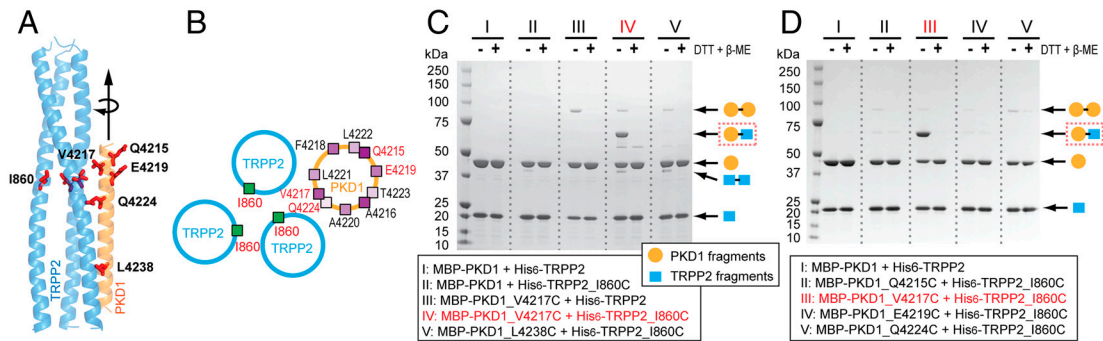 A
V4217
Q4215
E4219
I860
Q4224
L4238
TRPP2
PKD1
B
L4222
F4218
Q4215
TRPP2
L4221
E4219
PKD1
I860
V4217
T4223
Q4224
A4216
I860
A4220
TRPP2
I860
TRPP2
C
I II III IV V
kDa - + - + - + - + - + DTT + β-ME
250
150
100
75
50
37
25
20
15
10
PKD1 fragments
TRPP2 fragments
I: MBP-PKD1 + His6-TRPP2
II: MBP-PKD1 + His6-TRPP2_I860C
III: MBP-PKD1_V4217C + His6-TRPP2
IV: MBP-PKD1_V4217C + His6-TRPP2_I860C
V: MBP-PKD1_L4238C + His6-TRPP2_I860C
D
I II III IV V
kDa - + - + - + - + - + DTT + β-ME
250
150
100
75
50
37
25
20
15
10
I: MBP-PKD1 + His6-TRPP2
II: MBP-PKD1_Q4215C + His6-TRPP2_I860C
III: MBP-PKD1_V4217C + His6-TRPP2_I860C
IV: MBP-PKD1_E4219C + His6-TRPP2_I860C
V: MBP-PKD1_Q4224C + His6-TRPP2_I860C